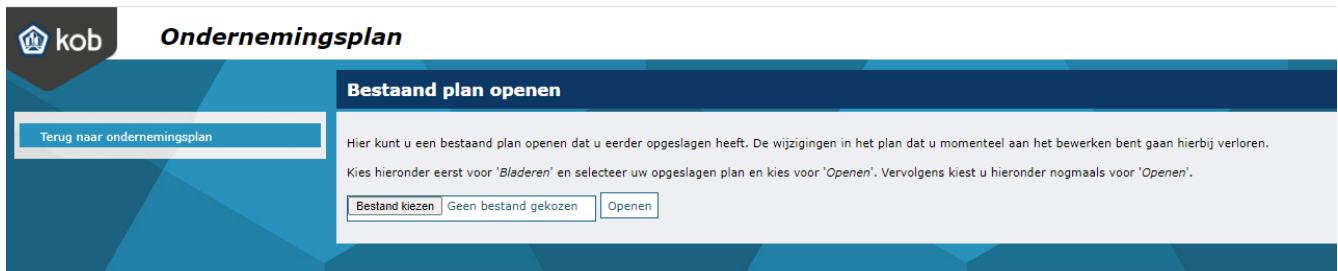 kob
Ondernemingsplan
Bestaand plan openen
Terug naar ondernemingsplan
Hier kunt u een bestaand plan openen dat u eerder opgeslagen heeft. De wijzigingen in het plan dat u momenteel aan het bewerken bent gaan hierbij verloren.
Kies hieronder eerst voor 'Bladeren' en selecteer uw opgeslagen plan en kies voor 'Openen'. Vervolgens kiest u hieronder nogmaals voor 'Openen'.
Bestand kiezen Geen bestand gekozen Openen